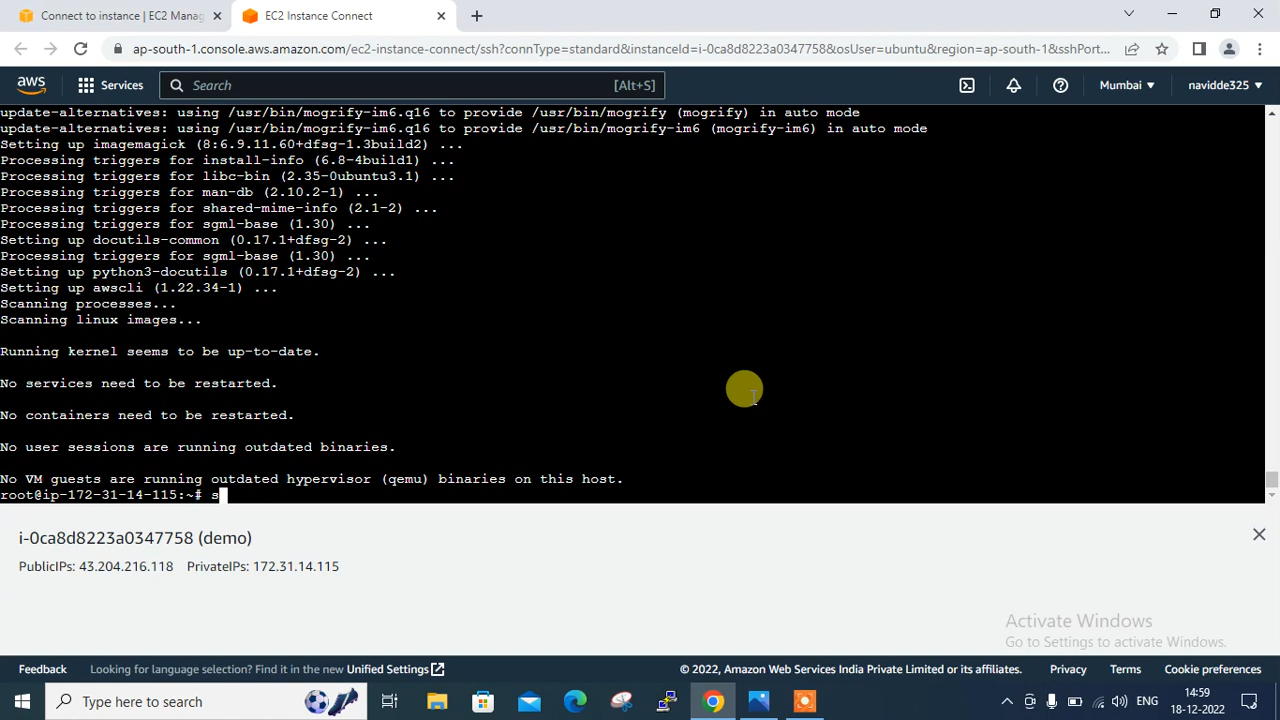 Connect to instance | EC2 Manag
EC2 Instance Connect
ap-south-1.console.aws.amazon.com/ec2-instance-connect/ssh?connType=standard&instanceId=i-0ca8d8223a0347758&osUser=ubuntu&region=ap-south-1&sshPort...
aws Services Search [Alt+S] Mumbai navidde325
update-alternatives: using /usr/bin/mogrify-im6.q16 to provide /usr/bin/mogrify (mogrify) in auto mode
update-alternatives: using /usr/bin/mogrify-im6.q16 to provide /usr/bin/mogrify-im6 (mogrify-im6) in auto mode
Setting up imagemagick (8:6.9.11.60+dfsg-1.3build2) ...
Processing triggers for install-info (6.8-4build1) ...
Processing triggers for libc-bin (2.35-0ubuntu3.1) ...
Processing triggers for man-db (2.10.2-1) ...
Processing triggers for shared-mime-info (2.1-2) ...
Processing triggers for sgml-base (1.30) ...
Setting up docutils-common (0.17.1+dfsg-2) ...
Processing triggers for sgml-base (1.30) ...
Setting up python3-docutils (0.17.1+dfsg-2) ...
Setting up awscli (1.22.34-1) ...
Scanning processes...
Scanning linux images...
Running kernel seems to be up-to-date.
No services need to be restarted.
No containers need to be restarted.
No user sessions are running outdated binaries.
No VM guests are running outdated hypervisor (qemu) binaries on this host.
root@ip-172-31-14-115:~# s
i-0ca8d8223a0347758 (demo)
PublicIPs: 43.204.216.118 PrivateIPs: 172.31.14.115
Activate Windows
Go to Settings to activate Windows.
Feedback Looking for language selection? Find it in the new Unified Settings © 2022, Amazon Web Services India Private Limited or its affiliates. Privacy Terms Cookie preferences
Type here to search
ENG
14:59
18-12-2022